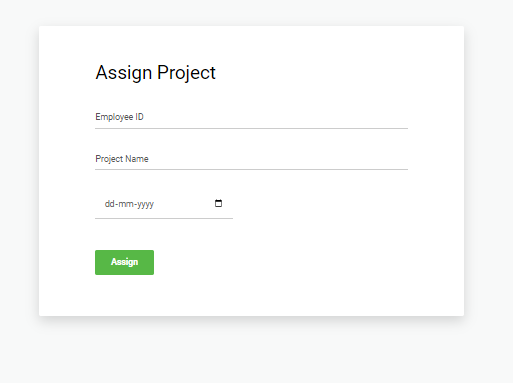 Assign Project
Employee ID
Project Name
dd-mm-yyyy
Assign